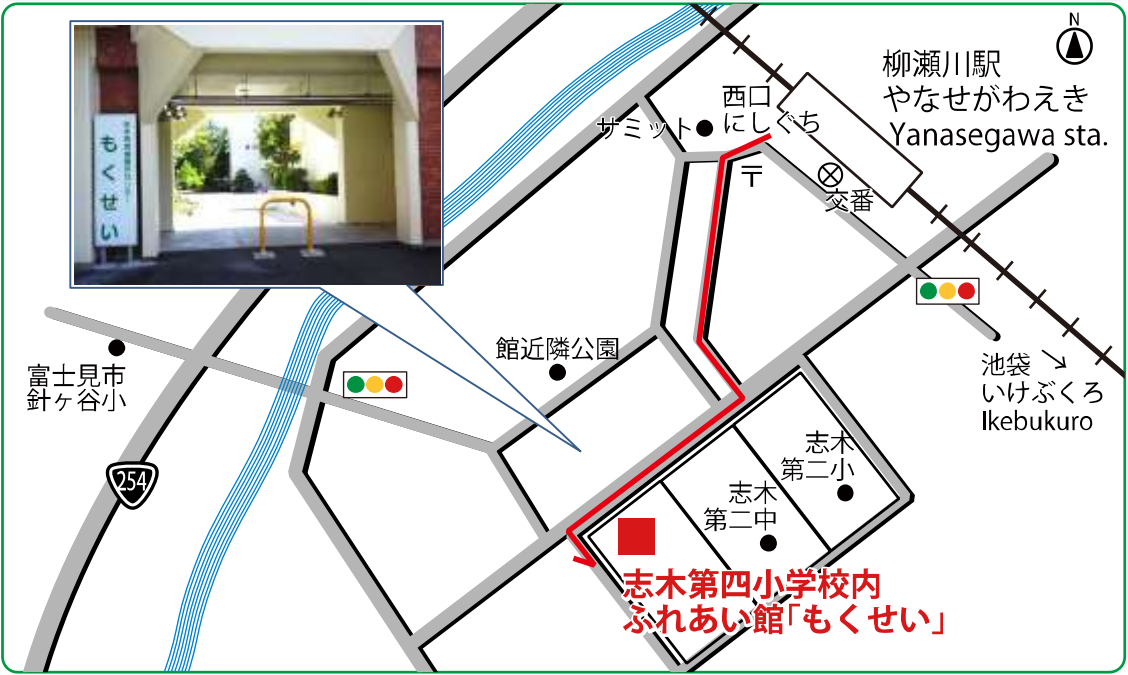 N
柳瀬川駅
やなせがわえき
Yanasegawa sta.
西口
にしぐち
サミット
〒
交番
もくせい
館近隣公園
富士見市
針ヶ谷小
池袋
いけぶくろ
Ikebukuro
254
志木
第二小
志木
第二中
志木第四小学校内
ふれあい館「もくせい」